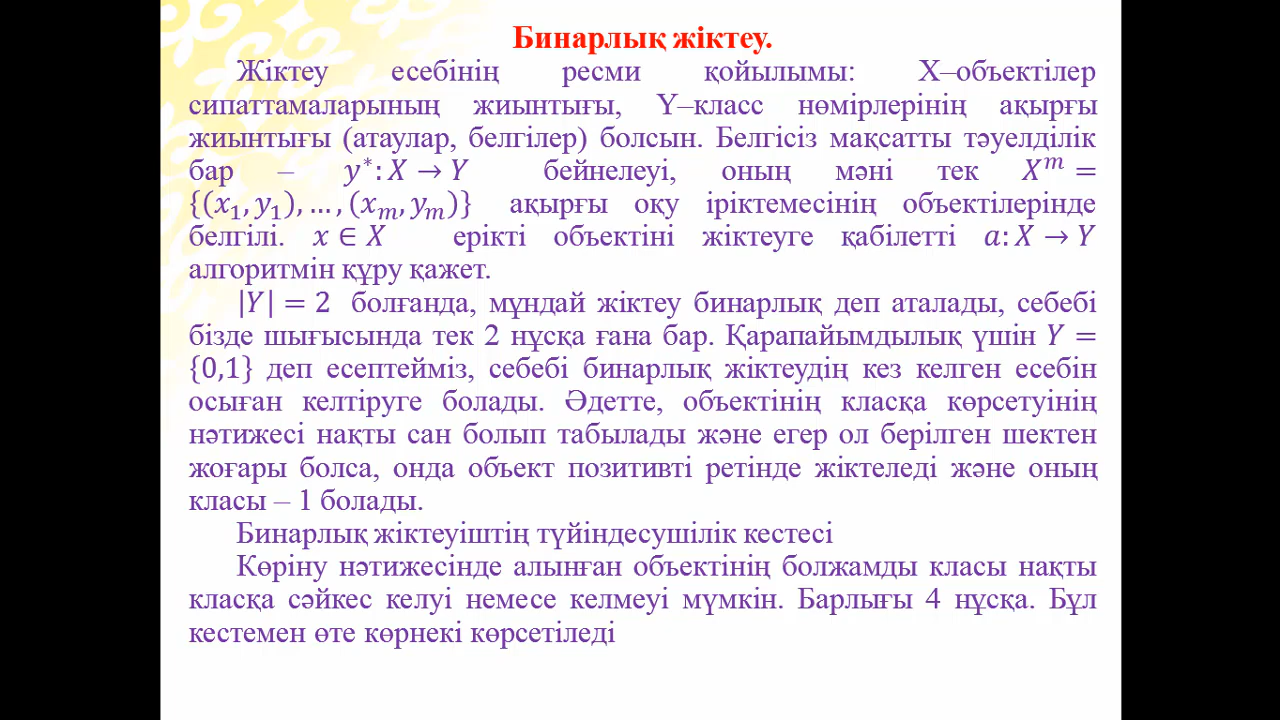 Бинарлық жіктеу.
Жіктеу есебінің ресми қойылымы: X–объектілер
сипаттамаларының жиынтығы, Y–класс нөмірлерінің ақырғы
жиынтығы (атаулар, белгілер) болсын. Белгісіз мақсатты тәуелділік
бар – y*: X → Y бейнелеуі, оның мәні тек Xᵐ =
{(x₁, y₁), … , (xₘ, yₘ)} ақырғы оқу іріктемесінің объектілерінде
белгілі. x ∈ X ерікті объектіні жіктеуге қабілетті a: X → Y
алгоритмін құру қажет.
|Y| = 2 болғанда, мұндай жіктеу бинарлық деп аталады, себебі
бізде шығысында тек 2 нұсқа ғана бар. Қарапайымдылық үшін Y =
{0,1} деп есептейміз, себебі бинарлық жіктеудің кез келген есебін
осыған келтіруге болады. Әдетте, объектінің класқа көрсетуінің
нәтижесі нақты сан болып табылады және егер ол берілген шектен
жоғары болса, онда объект позитивті ретінде жіктеледі және оның
класы – 1 болады.
Бинарлық жіктеуіштің түйіндесушілік кестесі
Көріну нәтижесінде алынған объектінің болжамды класы нақты
класқа сәйкес келуі немесе келмеуі мүмкін. Барлығы 4 нұсқа. Бұл
кестемен өте көрнекі көрсетіледі